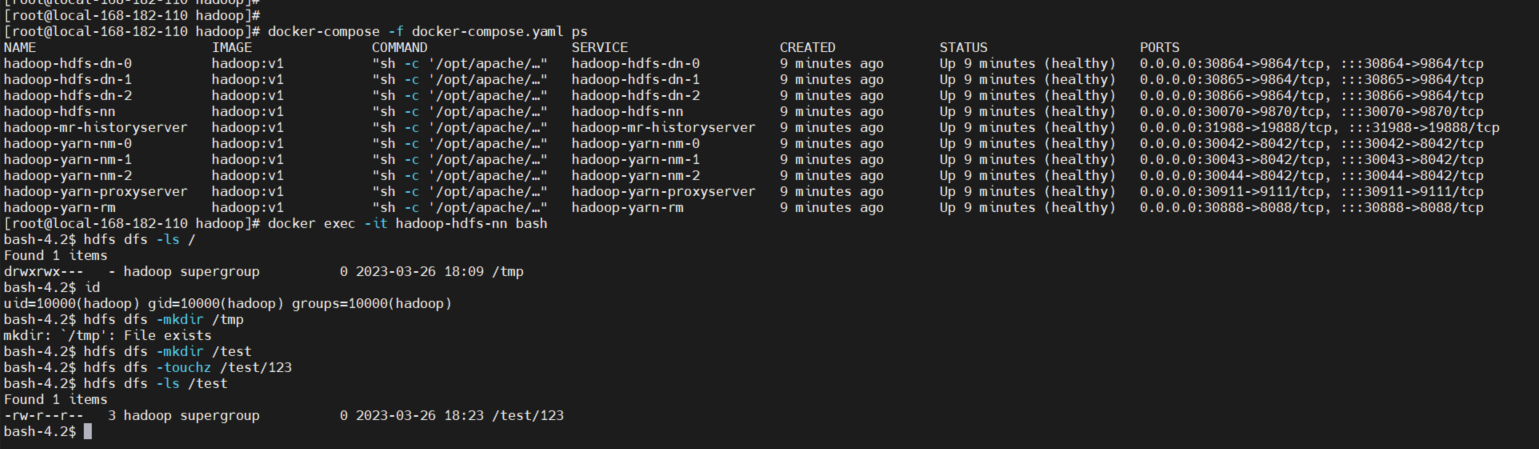 [root@local-168-182-110 hadoop]#
[root@local-168-182-110 hadoop]#
[root@local-168-182-110 hadoop]# docker-compose -f docker-compose.yaml ps
NAME IMAGE COMMAND SERVICE CREATED STATUS PORTS
hadoop-hdfs-dn-0 hadoop:v1 "sh -c '/opt/apache/…" hadoop-hdfs-dn-0 9 minutes ago Up 9 minutes (healthy) 0.0.0.0:30864->9864/tcp, :::30864->9864/tcp
hadoop-hdfs-dn-1 hadoop:v1 "sh -c '/opt/apache/…" hadoop-hdfs-dn-1 9 minutes ago Up 9 minutes (healthy) 0.0.0.0:30865->9864/tcp, :::30865->9864/tcp
hadoop-hdfs-dn-2 hadoop:v1 "sh -c '/opt/apache/…" hadoop-hdfs-dn-2 9 minutes ago Up 9 minutes (healthy) 0.0.0.0:30866->9864/tcp, :::30866->9864/tcp
hadoop-hdfs-nn hadoop:v1 "sh -c '/opt/apache/…" hadoop-hdfs-nn 9 minutes ago Up 9 minutes (healthy) 0.0.0.0:30070->9870/tcp, :::30070->9870/tcp
hadoop-mr-historyserver hadoop:v1 "sh -c '/opt/apache/…" hadoop-mr-historyserver 9 minutes ago Up 9 minutes (healthy) 0.0.0.0:31988->19888/tcp, :::31988->19888/tcp
hadoop-yarn-nm-0 hadoop:v1 "sh -c '/opt/apache/…" hadoop-yarn-nm-0 9 minutes ago Up 9 minutes (healthy) 0.0.0.0:30042->8042/tcp, :::30042->8042/tcp
hadoop-yarn-nm-1 hadoop:v1 "sh -c '/opt/apache/…" hadoop-yarn-nm-1 9 minutes ago Up 9 minutes (healthy) 0.0.0.0:30043->8042/tcp, :::30043->8042/tcp
hadoop-yarn-nm-2 hadoop:v1 "sh -c '/opt/apache/…" hadoop-yarn-nm-2 9 minutes ago Up 9 minutes (healthy) 0.0.0.0:30044->8042/tcp, :::30044->8042/tcp
hadoop-yarn-proxyserver hadoop:v1 "sh -c '/opt/apache/…" hadoop-yarn-proxyserver 9 minutes ago Up 9 minutes (healthy) 0.0.0.0:30911->9111/tcp, :::30911->9111/tcp
hadoop-yarn-rm hadoop:v1 "sh -c '/opt/apache/…" hadoop-yarn-rm 9 minutes ago Up 9 minutes (healthy) 0.0.0.0:30888->8088/tcp, :::30888->8088/tcp
[root@local-168-182-110 hadoop]# docker exec -it hadoop-hdfs-nn bash
bash-4.2$ hdfs dfs -ls /
Found 1 items
drwxrwx--- - hadoop supergroup 0 2023-03-26 18:09 /tmp
bash-4.2$ id
uid=10000(hadoop) gid=10000(hadoop) groups=10000(hadoop)
bash-4.2$ hdfs dfs -mkdir /tmp
mkdir: `/tmp': File exists
bash-4.2$ hdfs dfs -mkdir /test
bash-4.2$ hdfs dfs -touchz /test/123
bash-4.2$ hdfs dfs -ls /test
Found 1 items
-rw-r--r-- 3 hadoop supergroup 0 2023-03-26 18:23 /test/123
bash-4.2$